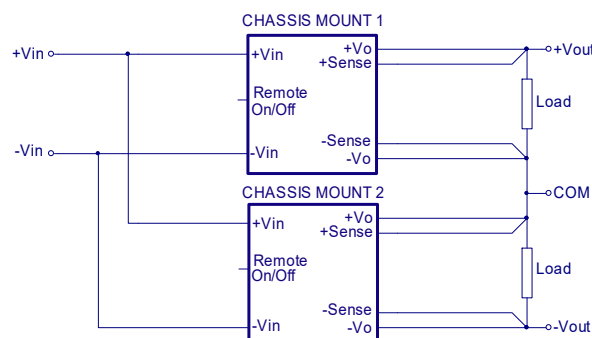 CHASSIS MOUNT 1
+Vin
+Vin
+Vo
+Sense
+Vout
Remote
On/Off
Load
-Vin
-Vin
-Sense
-Vo
CHASSIS MOUNT 2
COM
+Vin
+Vo
+Sense
Remote
On/Off
Load
-Vin
-Sense
-Vo
-Vout